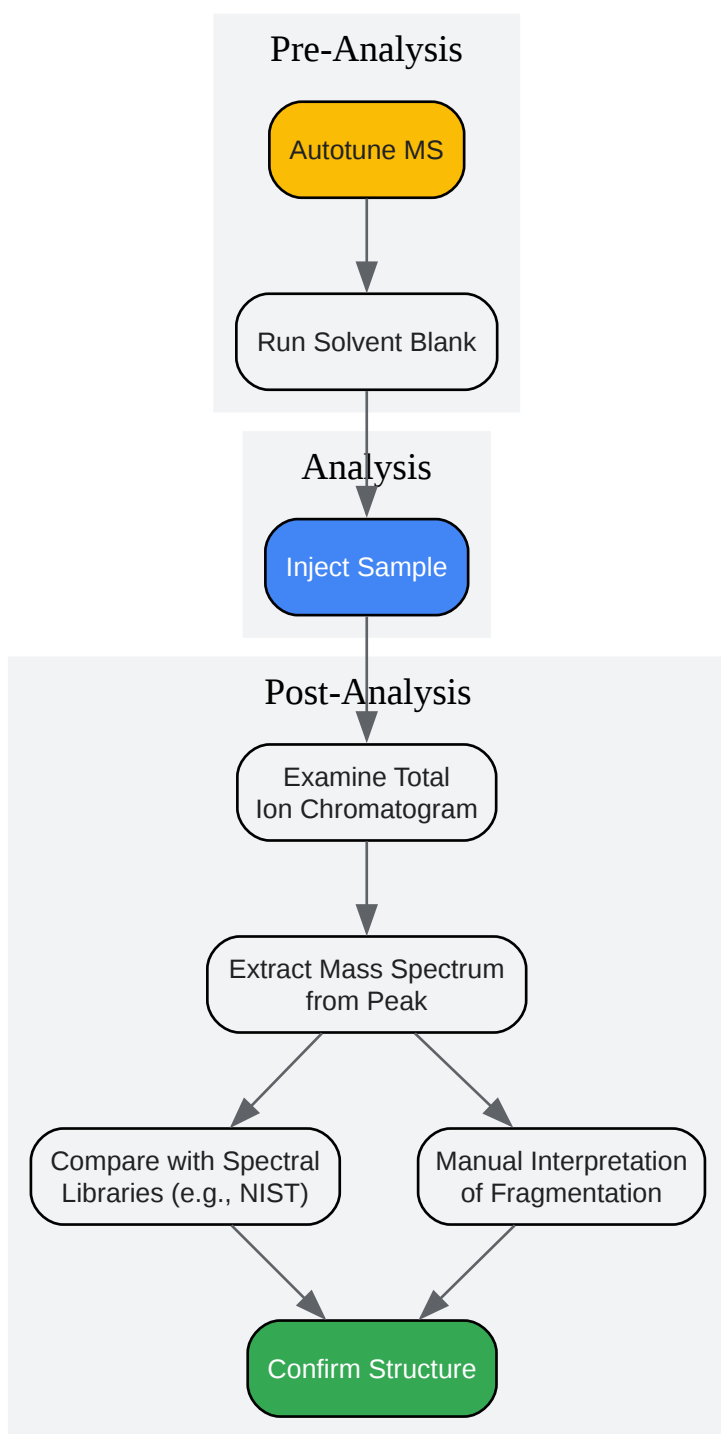 Pre-Analysis
Autotune MS
Run Solvent Blank
Analysis
Inject Sample
Post-Analysis
Examine Total
Ion Chromatogram
Extract Mass Spectrum
from Peak
Compare with Spectral
Libraries (e.g., NIST)
Manual Interpretation
of Fragmentation
Confirm Structure